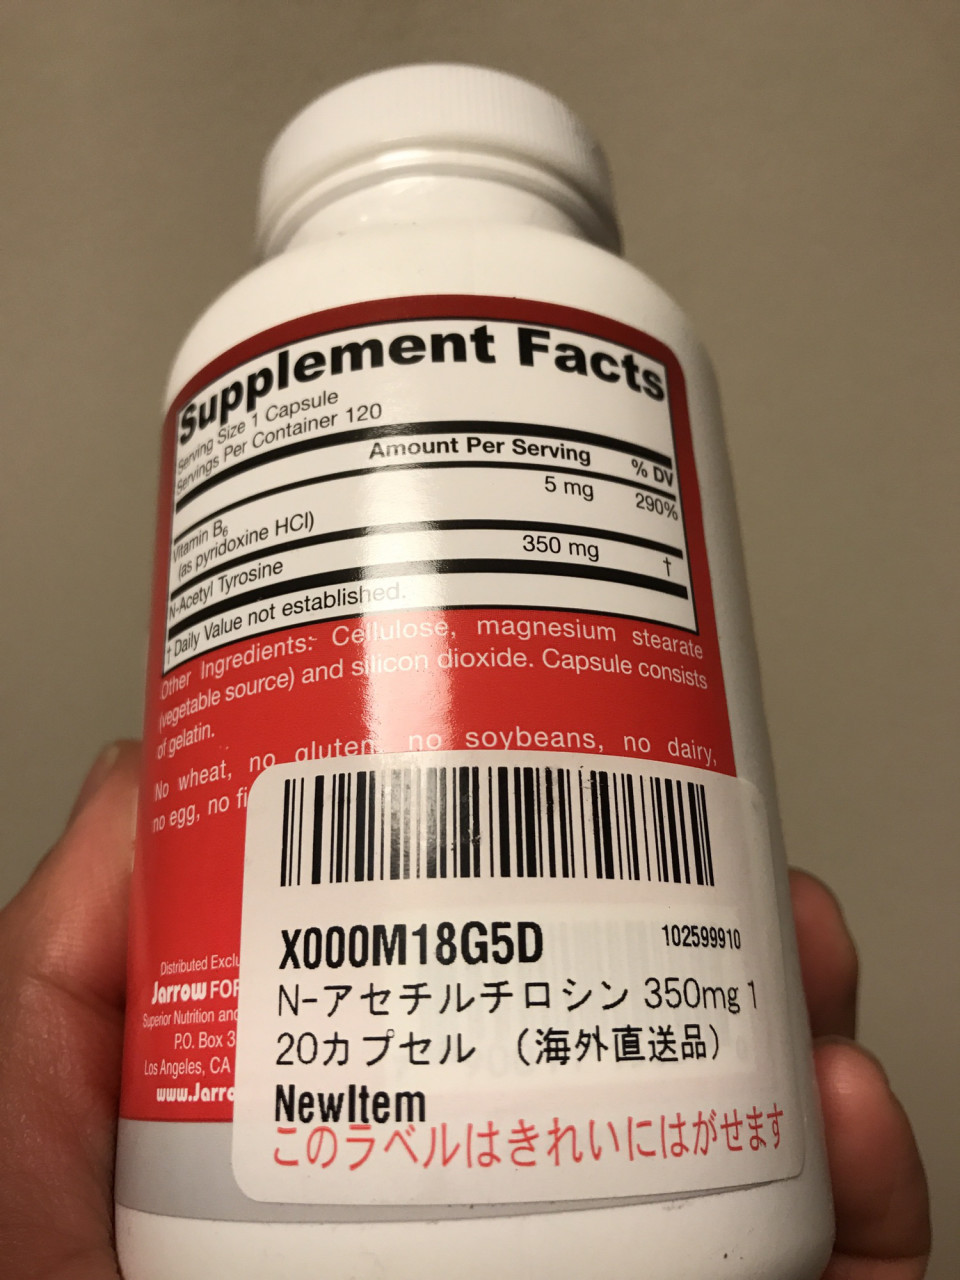 Supplement Facts
Serving Size 1 Capsule
Servings Per Container 120
Amount Per Serving % DV
Vitamin B6 5 mg 290%
(as pyridoxine HCl)
N-Acetyl Tyrosine 350 mg †
† Daily Value not established.
Other Ingredients: Cellulose, magnesium stearate
(vegetable source) and silicon dioxide. Capsule consists
of gelatin.
No wheat, no gluten, no soybeans, no dairy,
no egg, no
Distributed
Jarrow
Superior Nutrition and
P.O. Box 3
Los Angeles, CA
X000M18G5D 102599910
N-アセチルチロシン 350mg 1
20カプセル （海外直送品）
NewItem
このラベルはきれいにはがせます